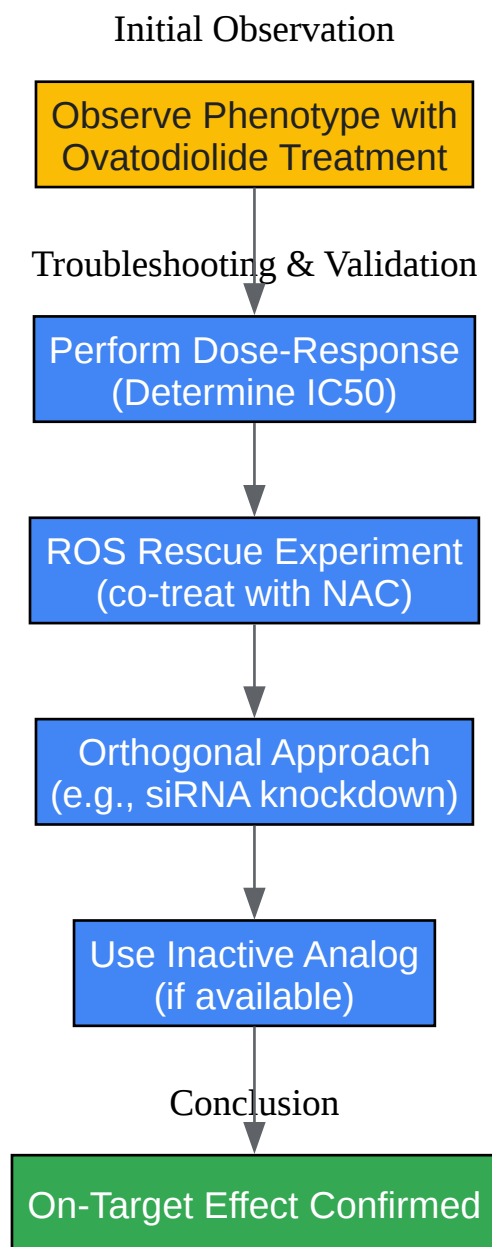 Initial Observation
Observe Phenotype with
Ovatodiolide Treatment
Troubleshooting & Validation
Perform Dose-Response
(Determine IC50)
ROS Rescue Experiment
(co-treat with NAC)
Orthogonal Approach
(e.g., siRNA knockdown)
Use Inactive Analog
(if available)
Conclusion
On-Target Effect Confirmed